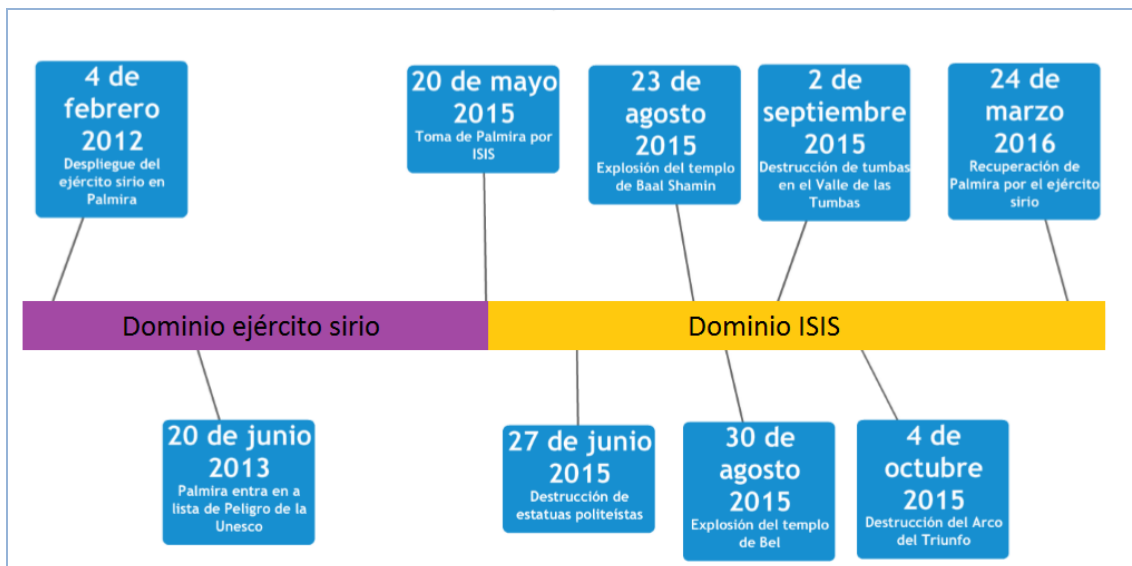 4 de
febrero
2012
Despliegue del
ejército sirio en
Palmira
20 de mayo
2015
Toma de Palmira por
ISIS
23 de
agosto
2015
Explosión del templo
de Baal Shamin
2 de
septiembre
2015
Destrucción de tumbas
en el Valle de las
Tumbas
24 de
marzo
2016
Recuperación de
Palmira por el ejército
sirio
Dominio ejército sirio
Dominio ISIS
20 de junio
2013
Palmira entra en a
lista de Peligro de la
Unesco
27 de junio
2015
Destrucción de
estatuas politeístas
30 de
agosto
2015
Explosión del templo
de Bel
4 de
octubre
2015
Destrucción del Arco
del Triunfo